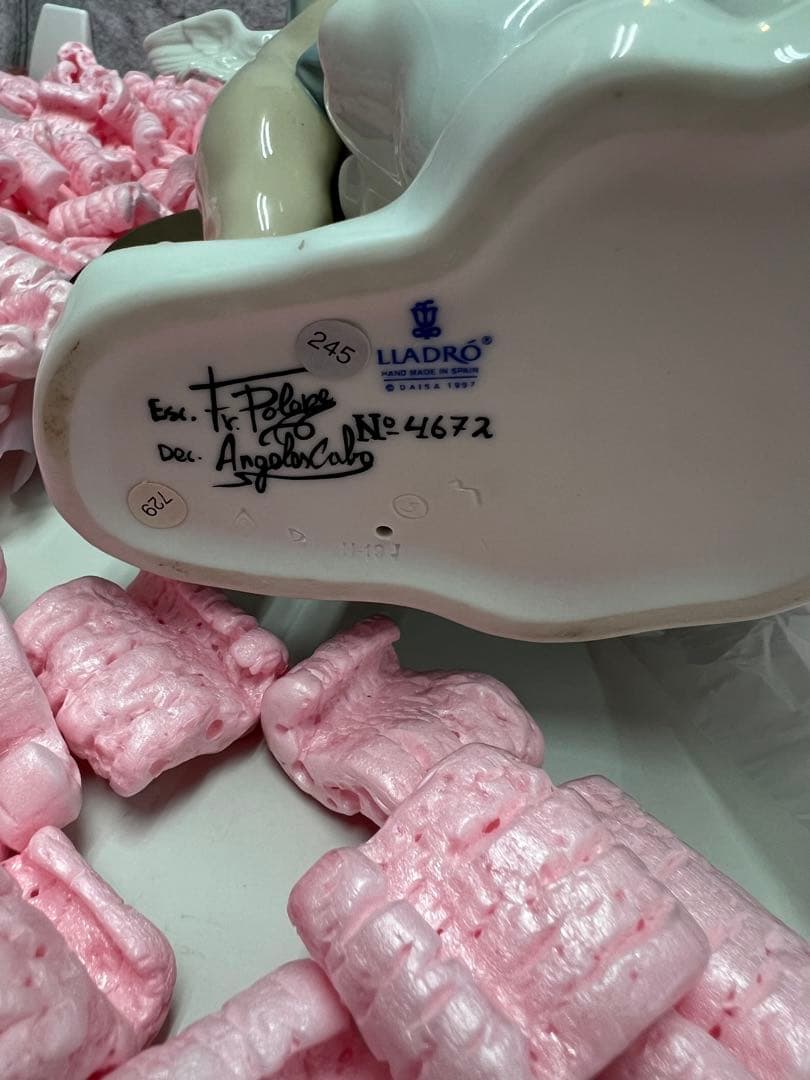 245
LLADRÓ®
HAND MADE IN SPAIN
© DAISA 1997
Esc. Fr. Polope
Nº 4672
Dec. Angeles Cabo
729